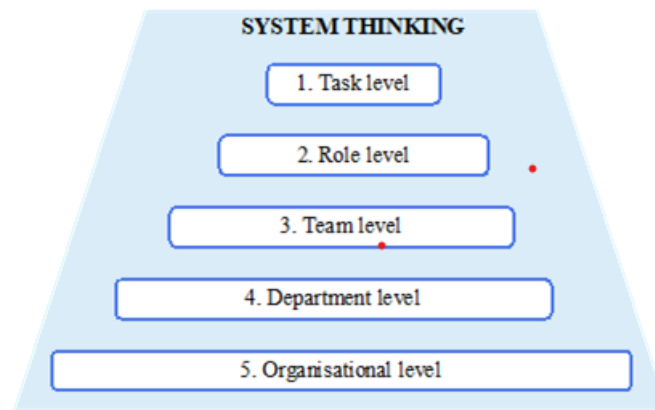 SYSTEM THINKING
1. Task level
2. Role level
3. Team level
4. Department level
5. Organisational level